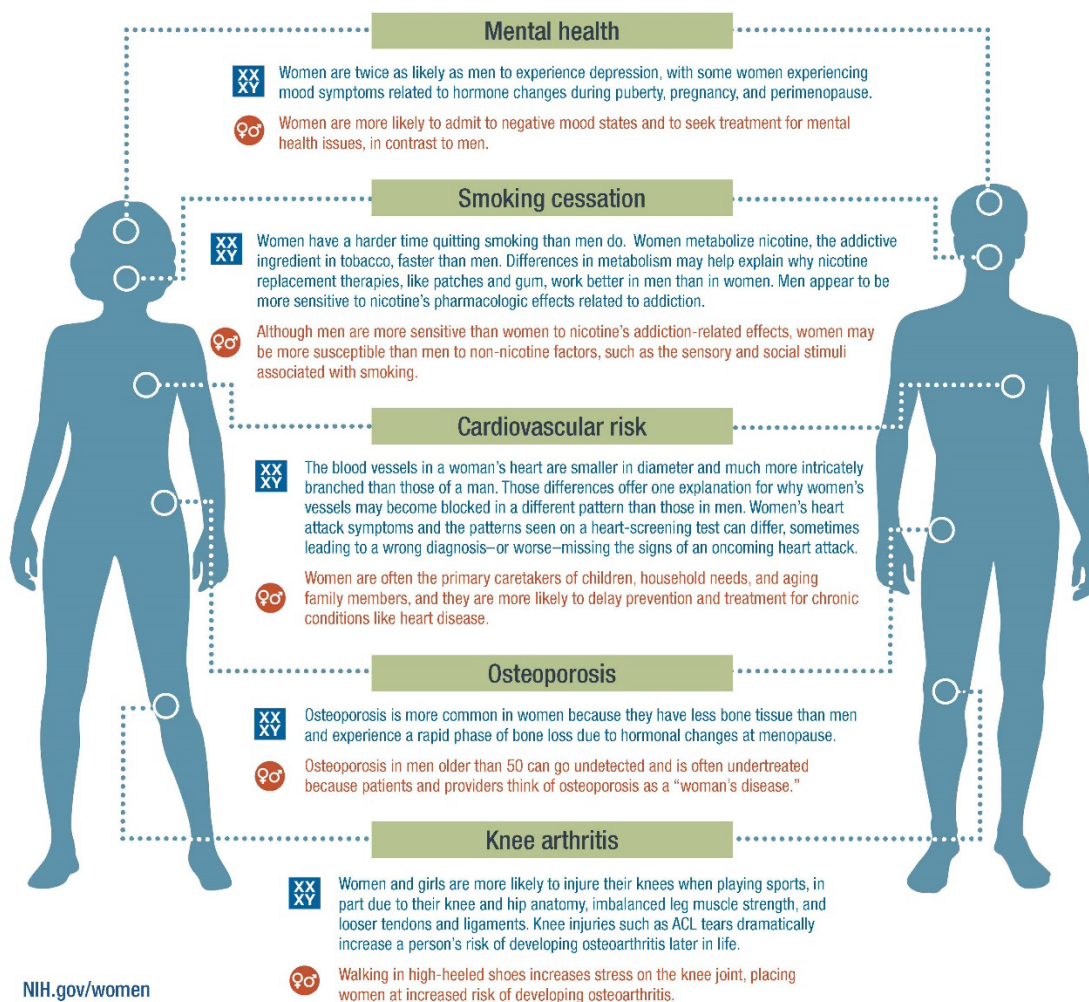 Mental health
XX
XY
Women are twice as likely as men to experience depression, with some women experiencing
mood symptoms related to hormone changes during puberty, pregnancy, and perimenopause.
Women are more likely to admit to negative mood states and to seek treatment for mental
health issues, in contrast to men.
Smoking cessation
XX
XY
Women have a harder time quitting smoking than men do. Women metabolize nicotine, the addictive
ingredient in tobacco, faster than men. Differences in metabolism may help explain why nicotine
replacement therapies, like patches and gum, work better in men than in women. Men appear to be
more sensitive to nicotine’s pharmacologic effects related to addiction.
Although men are more sensitive than women to nicotine’s addiction-related effects, women may
be more susceptible than men to non-nicotine factors, such as the sensory and social stimuli
associated with smoking.
Cardiovascular risk
XX
XY
The blood vessels in a woman’s heart are smaller in diameter and much more intricately
branched than those of a man. Those differences offer one explanation for why women’s
vessels may become blocked in a different pattern than those in men. Women’s heart
attack symptoms and the patterns seen on a heart-screening test can differ, sometimes
leading to a wrong diagnosis–or worse–missing the signs of an oncoming heart attack.
Women are often the primary caretakers of children, household needs, and aging
family members, and they are more likely to delay prevention and treatment for chronic
conditions like heart disease.
Osteoporosis
XX
XY
Osteoporosis is more common in women because they have less bone tissue than men
and experience a rapid phase of bone loss due to hormonal changes at menopause.
Osteoporosis in men older than 50 can go undetected and is often undertreated
because patients and providers think of osteoporosis as a “woman’s disease.”
Knee arthritis
XX
XY
Women and girls are more likely to injure their knees when playing sports, in
part due to their knee and hip anatomy, imbalanced leg muscle strength, and
looser tendons and ligaments. Knee injuries such as ACL tears dramatically
increase a person’s risk of developing osteoarthritis later in life.
Walking in high-heeled shoes increases stress on the knee joint, placing
women at increased risk of developing osteoarthritis.
NIH.gov/women